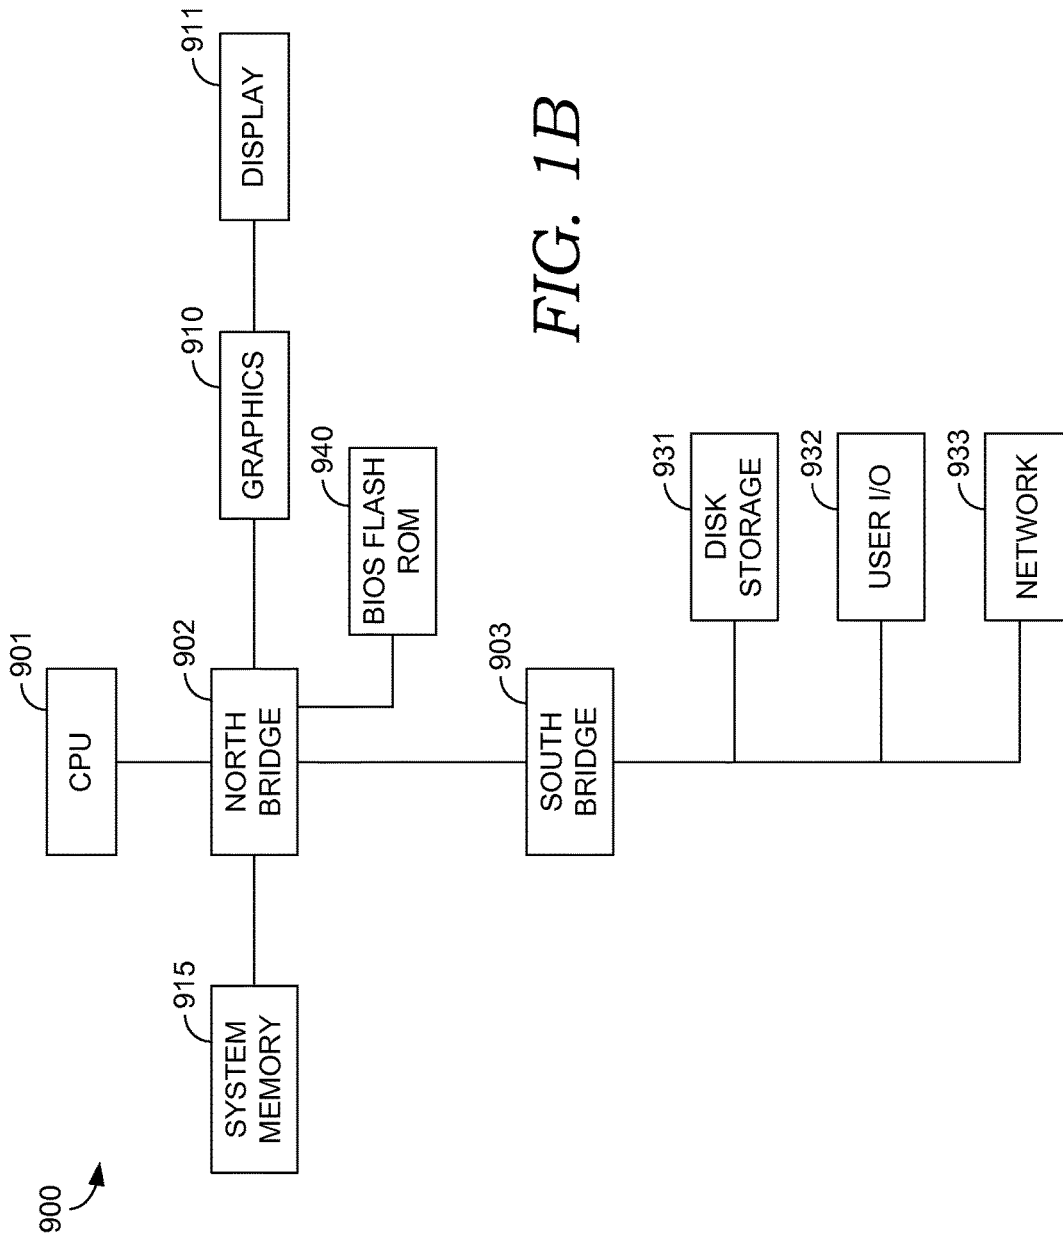 900
901
CPU
915
SYSTEM
MEMORY
902
NORTH
BRIDGE
910
GRAPHICS
911
DISPLAY
940
BIOS FLASH
ROM
903
SOUTH
BRIDGE
931
DISK
STORAGE
932
USER I/O
933
NETWORK
FIG. 1B